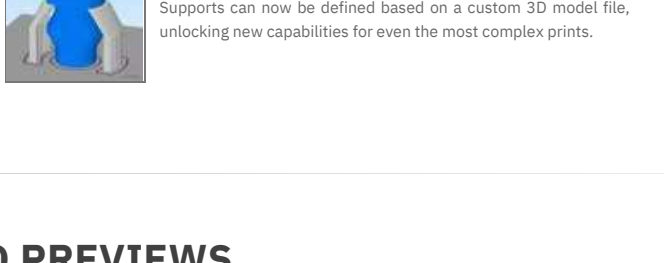 Supports can now be defined based on a custom 3D model file,
unlocking new capabilities for even the most complex prints.
PREVIEWS